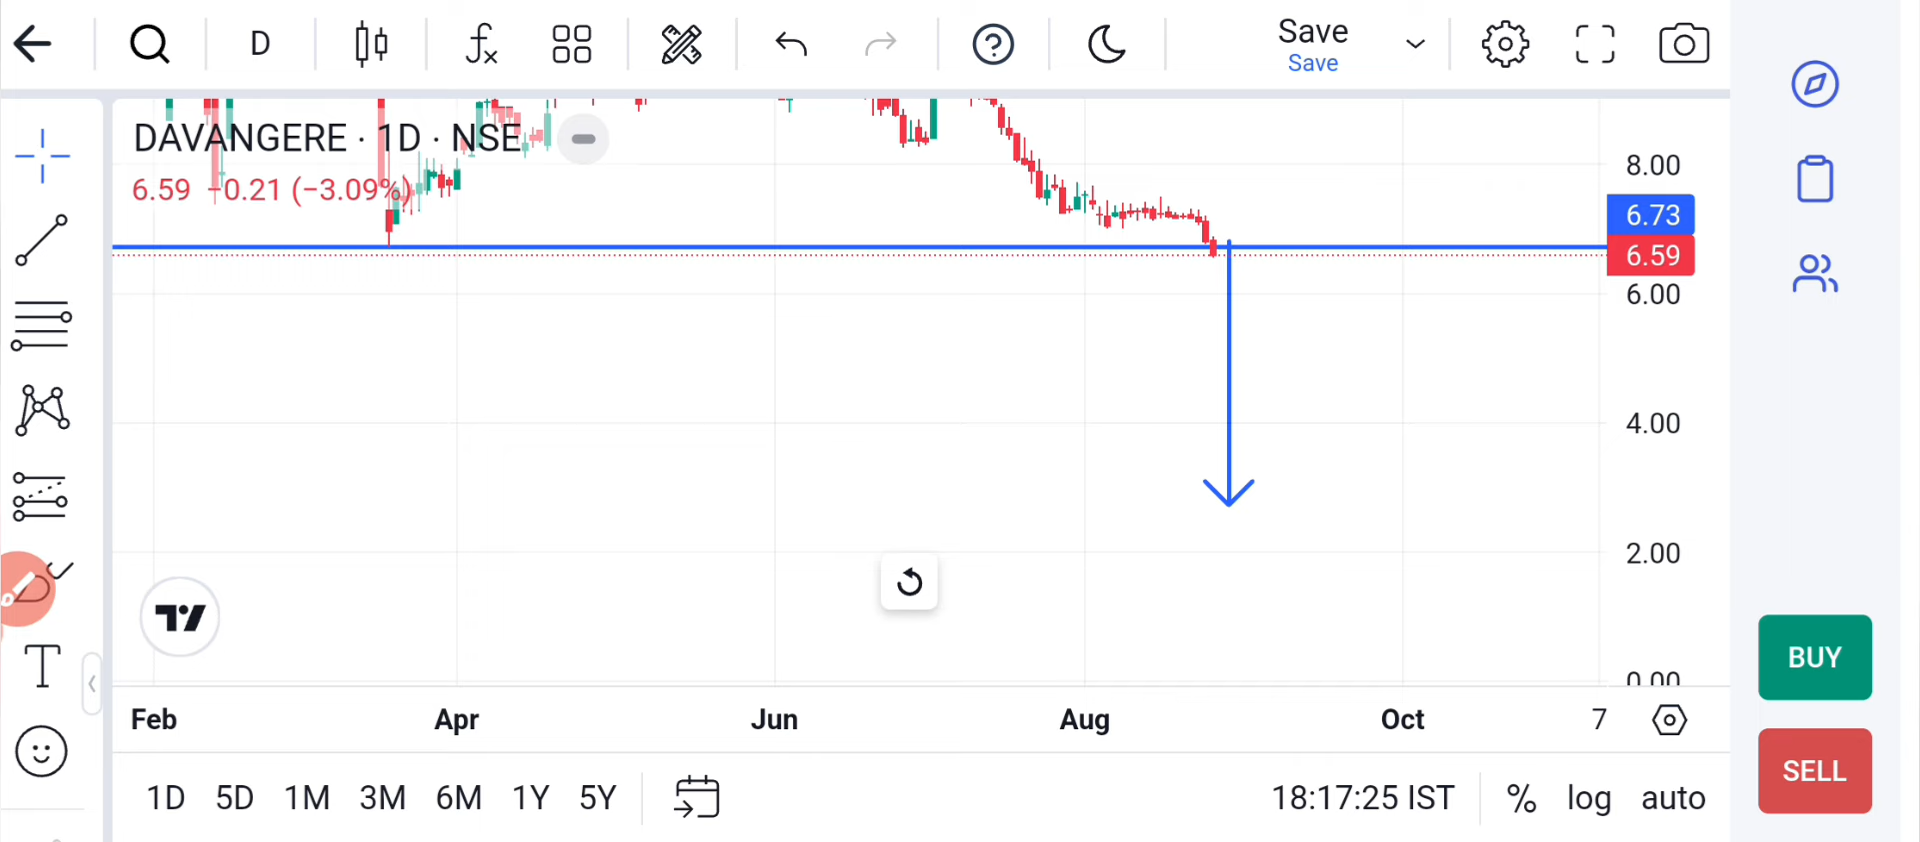 D
Save
Save
DAVANGERE · 1D · NSE
6.59 −0.21 (−3.09%)
8.00
6.73
6.59
6.00
4.00
2.00
0.00
BUY
SELL
Feb Apr Jun Aug Oct 7
1D 5D 1M 3M 6M 1Y 5Y 18:17:25 IST % log auto